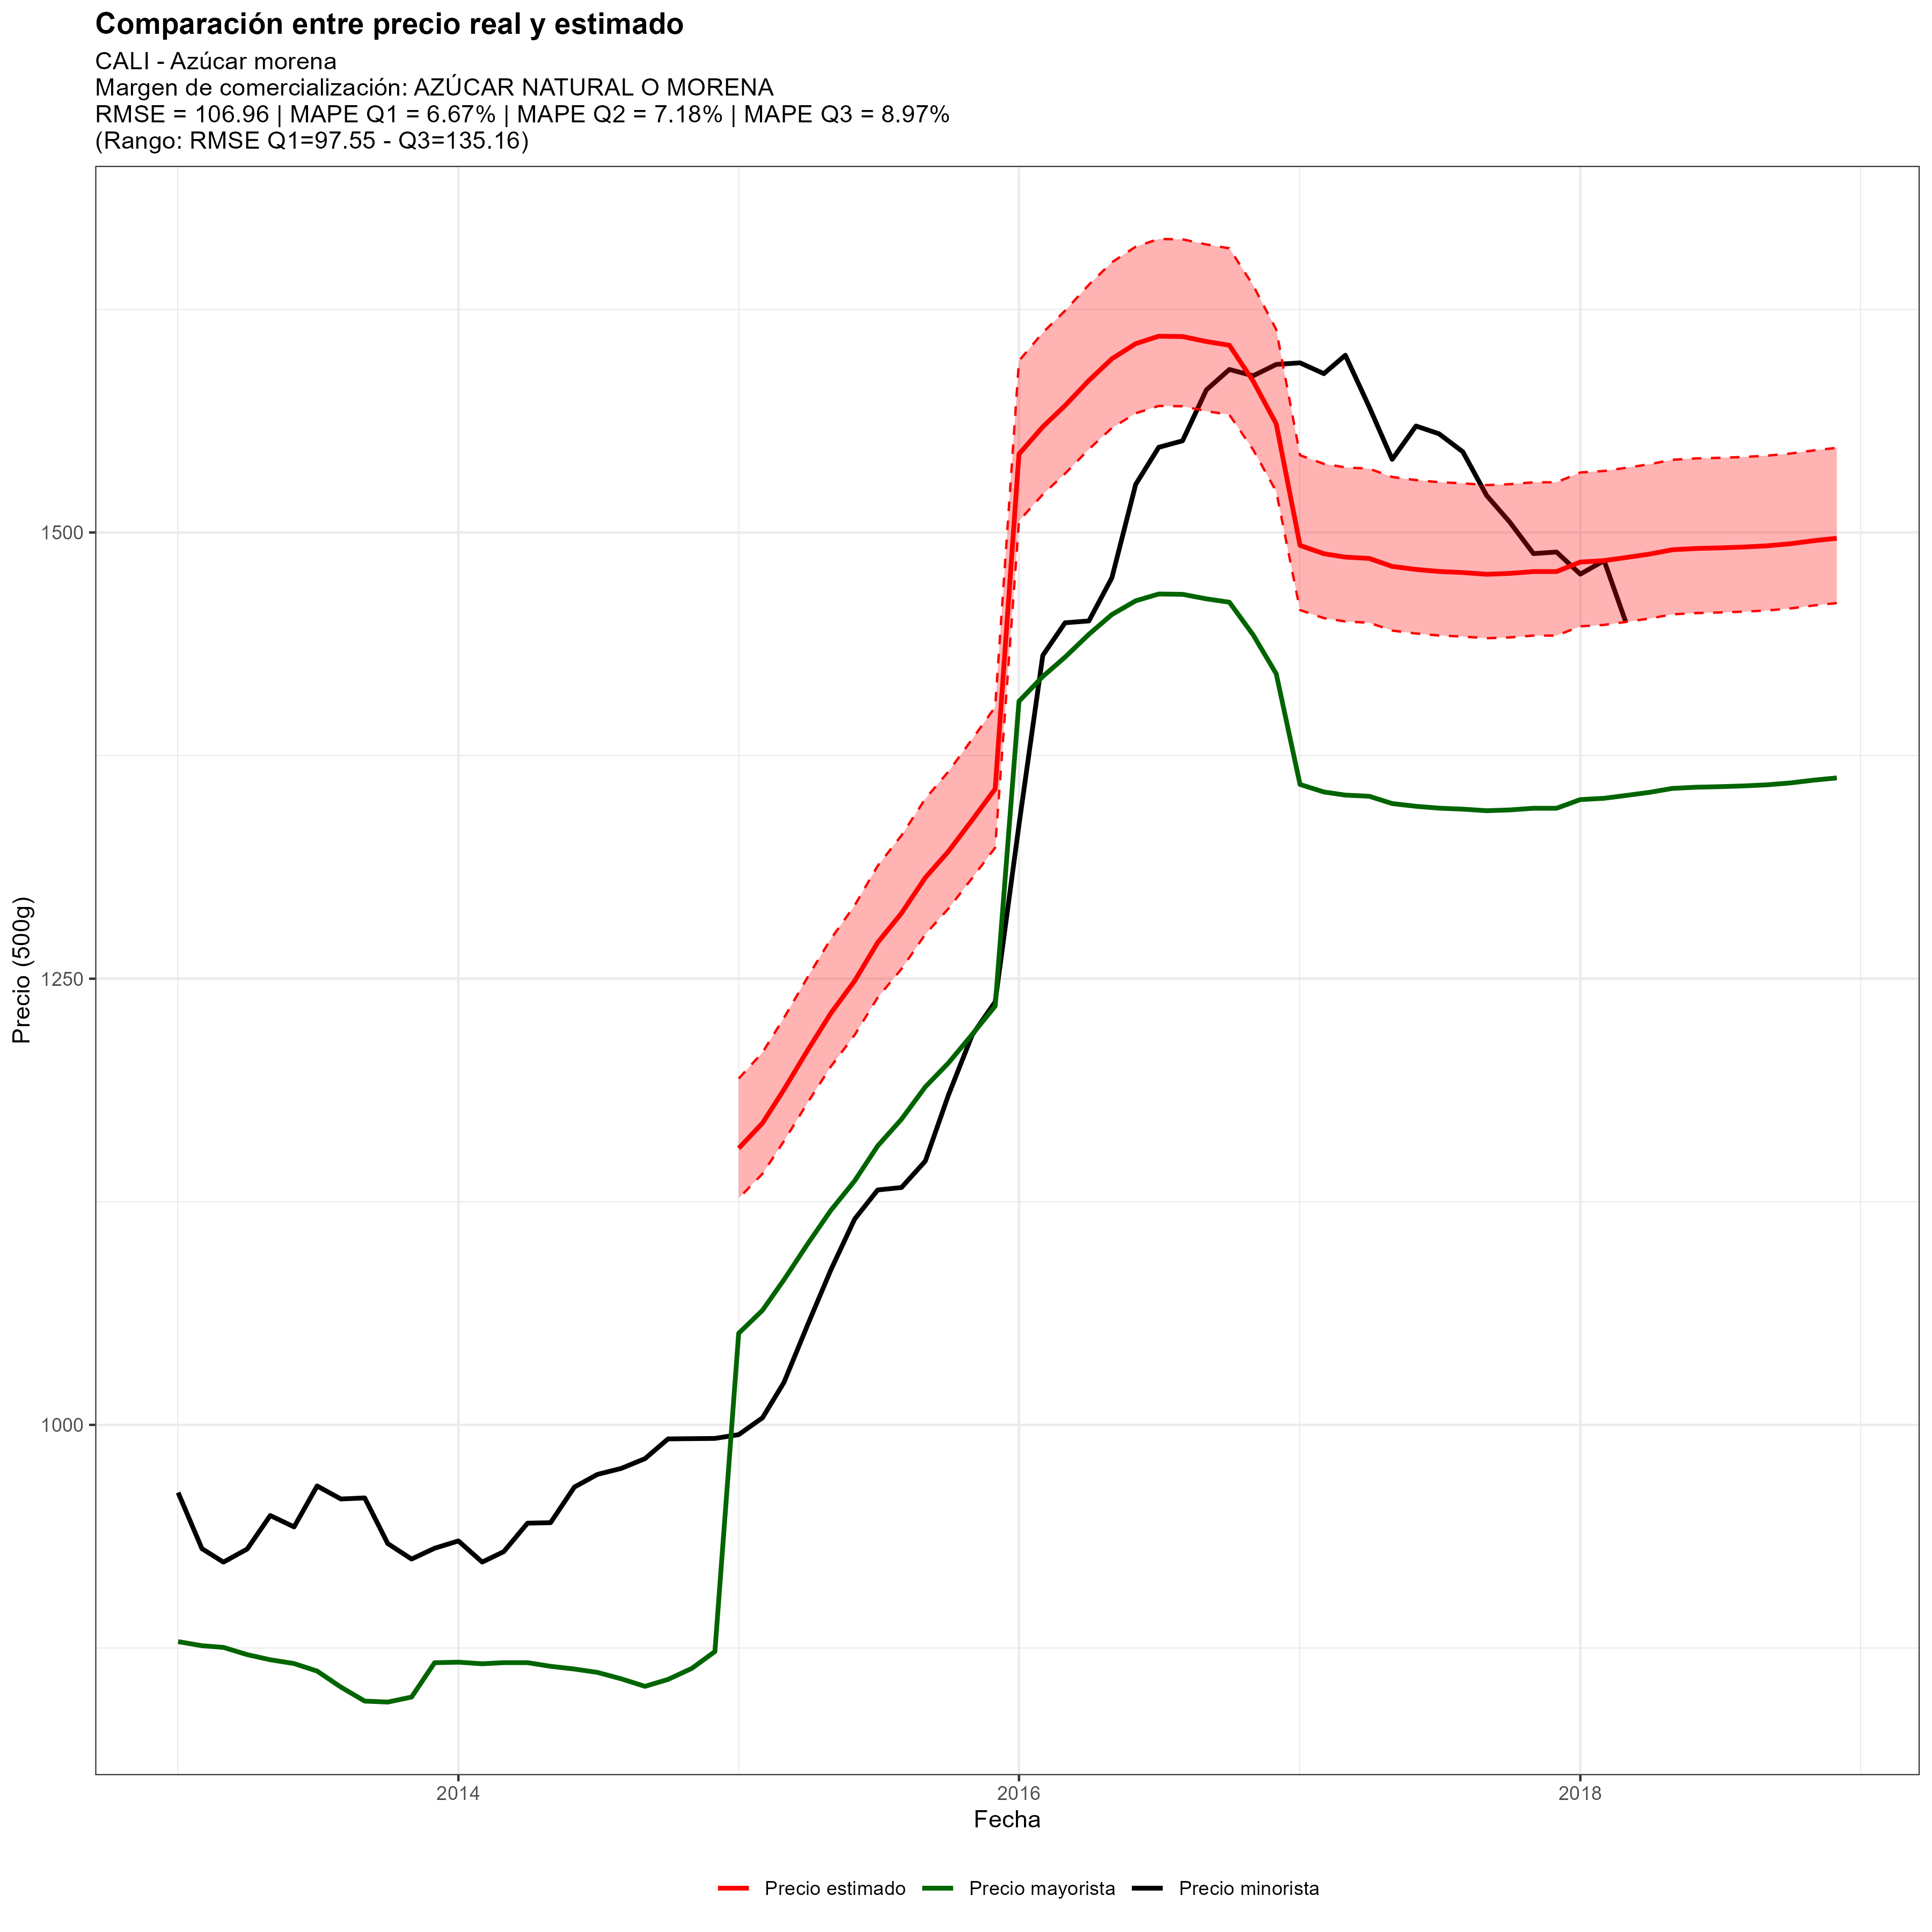 Comparación entre precio real y estimado
CALI - Azúcar morena
Margen de comercialización: AZÚCAR NATURAL O MORENA
RMSE = 106.96 | MAPE Q1 = 6.67% | MAPE Q2 = 7.18% | MAPE Q3 = 8.97%
(Rango: RMSE Q1=97.55 - Q3=135.16)
Precio (500g)
1500
1250
1000
2014
2016
2018
Fecha
Precio estimado
Precio mayorista
Precio minorista